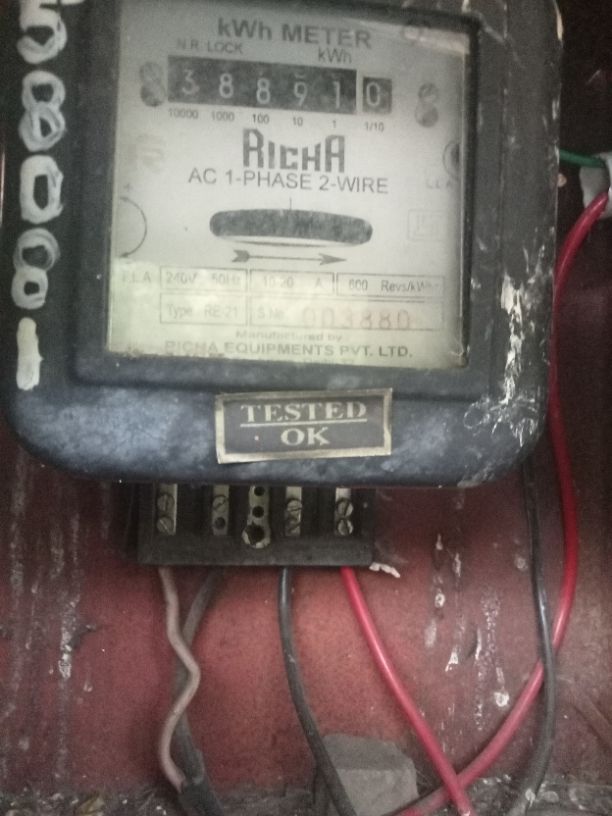 kWh METER
N.R. LOCK
kWh
3 8 8 9 1 0
10000 1000 100 10 1 1/10
RICHA
AC 1-PHASE 2-WIRE
240V 50Hz 10-20 A 600 Revs/kWhr
Type RE-21 S.No.
Manufactured by
RICHA EQUIPMENTS PVT. LTD.
TESTED
OK